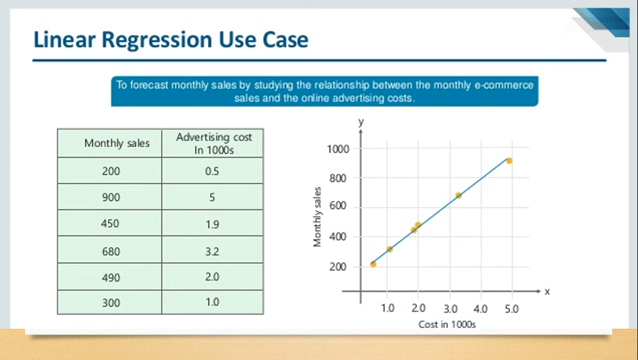 Linear Regression Use Case
To forecast monthly sales by studying the relationship between the monthly e-commerce
sales and the online advertising costs.
Monthly sales
Advertising cost
In 1000s
200 0.5
900 5
450 1.9
680 3.2
490 2.0
300 1.0
y
1000
800
600
400
200
Monthly sales
x
1.0 2.0 3.0 4.0 5.0
Cost in 1000s